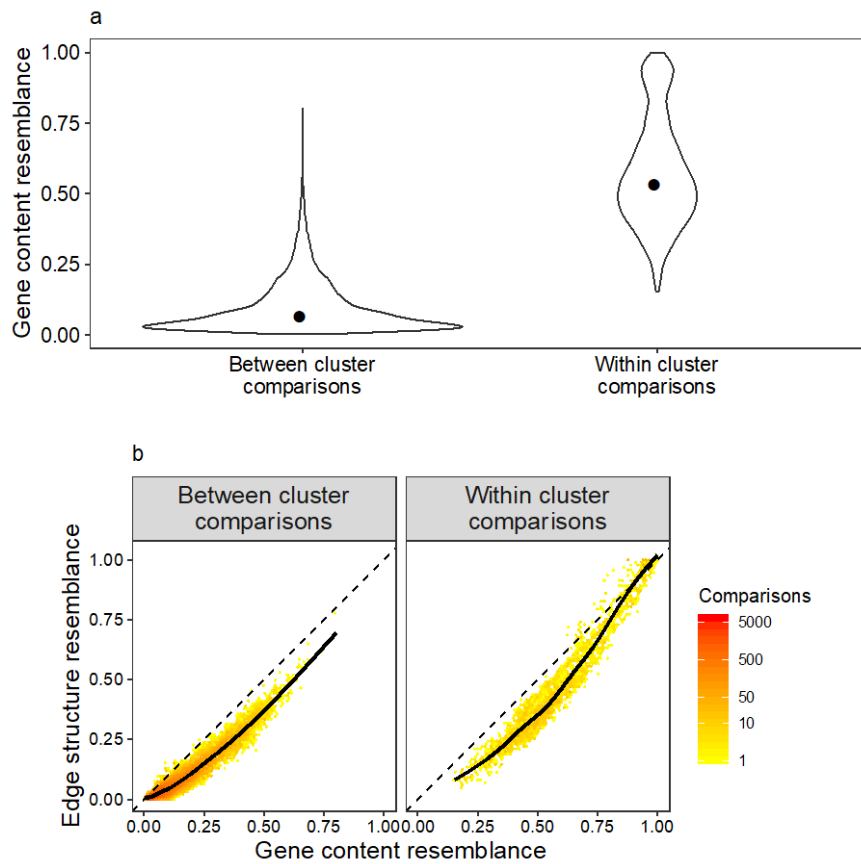 a
Gene content resemblance
1.00
0.75
0.50
0.25
0.00
Between cluster
comparisons
Within cluster
comparisons
b
Between cluster
comparisons
Within cluster
comparisons
Edge structure resemblance
1.00
0.75
0.50
0.25
0.00
0.00 0.25 0.50 0.75 1.00
0.00 0.25 0.50 0.75 1.00
Gene content resemblance
Comparisons
5000
500
50
10
1